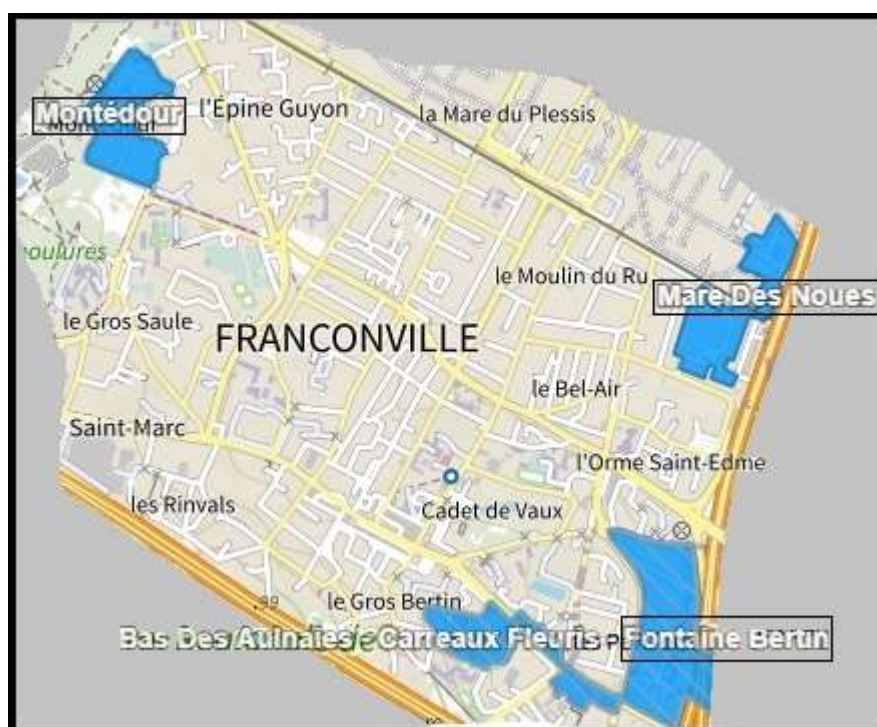 l'Épine Guyon
la Mare du Plessis
Montédour
oulures
le Moulin du Ru
Mare Des Noues
le Gros Saule
FRANCONVILLE
le Bel-Air
Saint-Marc
l'Orme Saint-Edme
les Rinvals
Cadet de Vaux
99
le Gros Bertin
Bas Des Aulnaies - Carreaux Fleuris - Fontaine Bertin